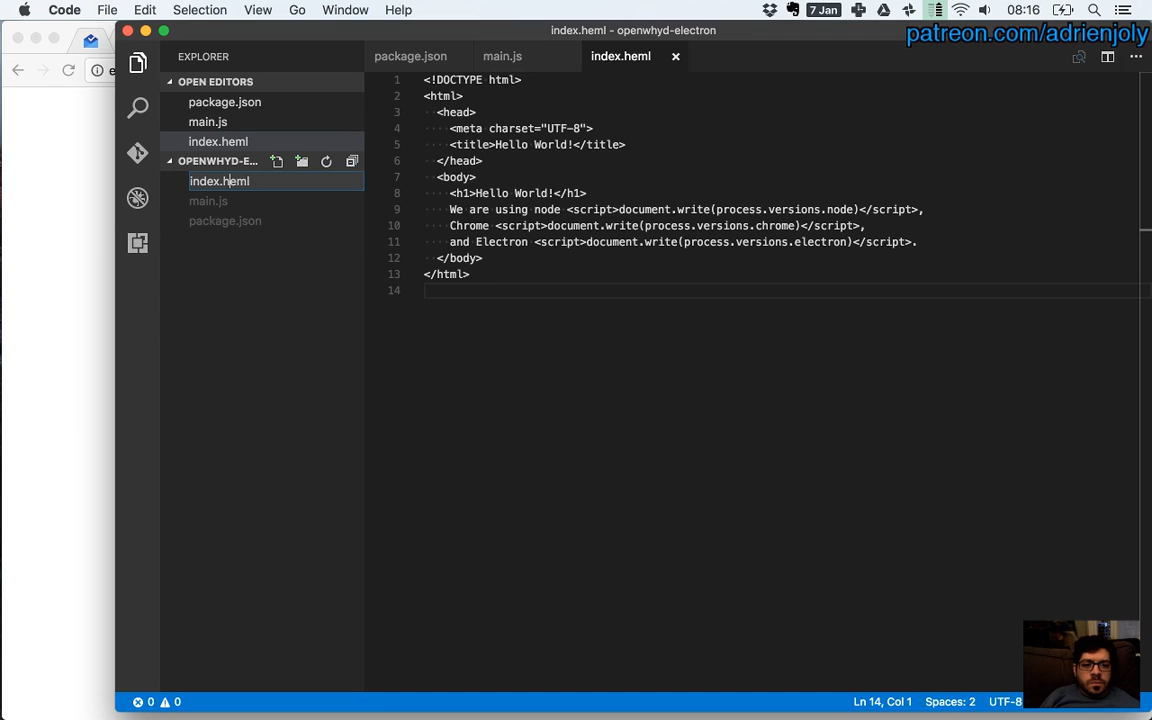 Code File Edit Selection View Go Window Help 7 Jan 08:16
patreon.com/adrienjoly
index.heml - openwhyd-electron
EXPLORER
package.json main.js index.heml
OPEN EDITORS
package.json
main.js
index.heml
OPENWHYD-E...
index.heml
main.js
package.json
1 <!DOCTYPE html>
2 <html>
3 <head>
4 <meta charset="UTF-8">
5 <title>Hello World!</title>
6 </head>
7 <body>
8 <h1>Hello World!</h1>
9 We are using node <script>document.write(process.versions.node)</script>,
10 Chrome <script>document.write(process.versions.chrome)</script>,
11 and Electron <script>document.write(process.versions.electron)</script>.
12 </body>
13 </html>
14
0 0 Ln 14, Col 1 Spaces: 2 UTF-8